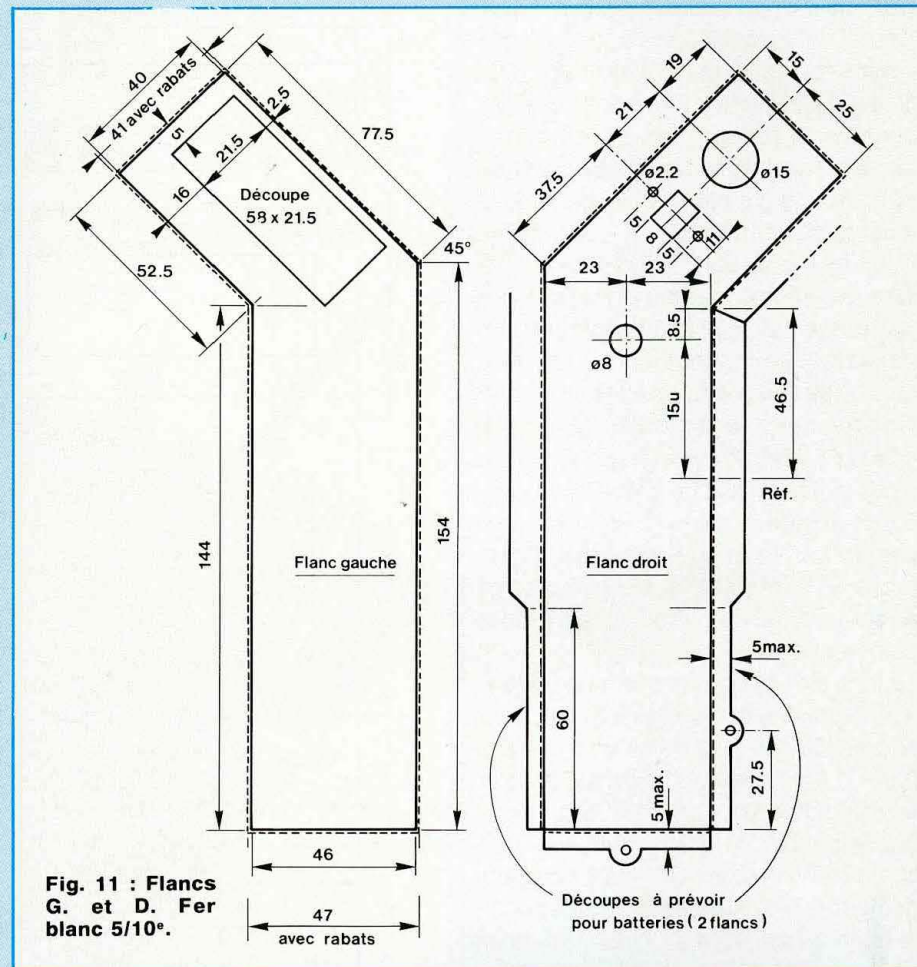 40
41 avec rabats
5
21.5
2.5
77.5
16
Découpe
58 x 21.5
52.5
45°
144
154
Flanc gauche
46
47
avec rabats
19
15
21
25
37.5
ø2.2
ø15
5
8
5
11
23
23
8.5
ø8
15u
46.5
Réf.
Flanc droit
5max.
60
27.5
5max.
Découpes à prévoir
pour batteries (2 flancs)
Fig. 11 : Flancs
G. et D. Fer
blanc 5/10e.